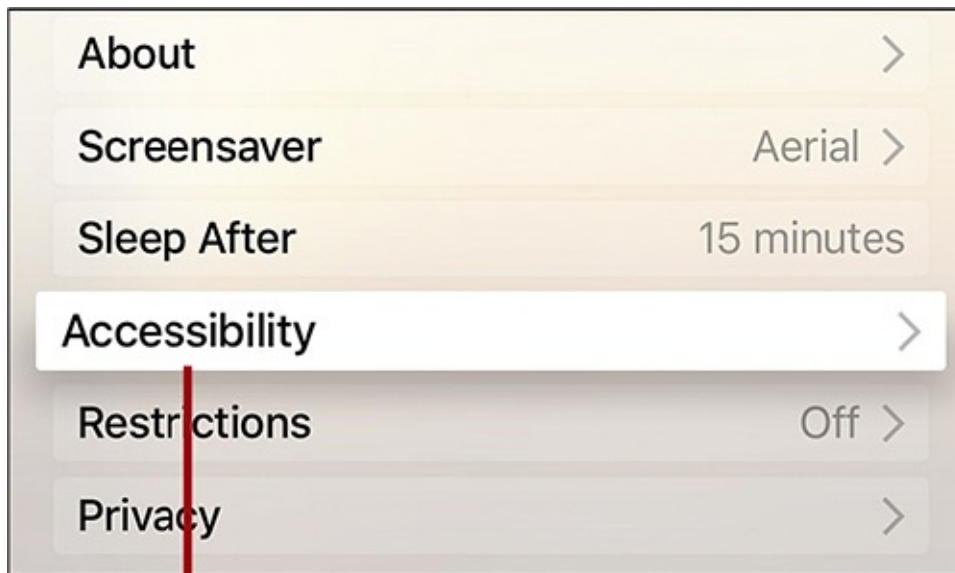 About
Screensaver Aerial
Sleep After 15 minutes
Accessibility
Restrictions Off
Privacy